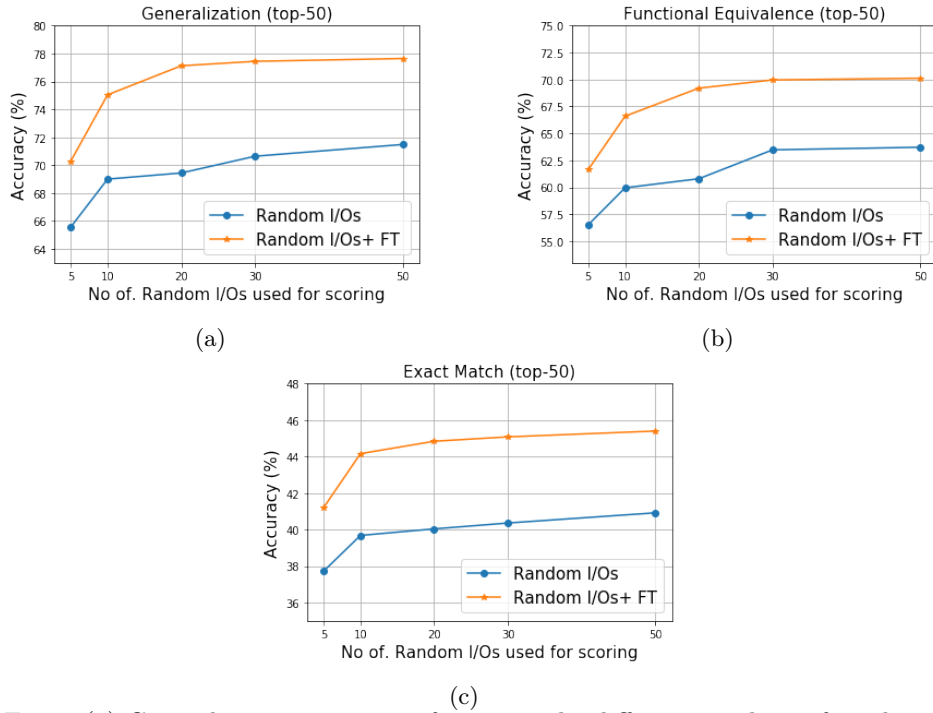 Generalization (top-50)
80
78
76
74
72
70
68
66
64
Accuracy (%)
Random I/Os
Random I/Os+ FT
5 10 20 30 50
No of. Random I/Os used for scoring
(a)
Functional Equivalence (top-50)
75.0
72.5
70.0
67.5
65.0
62.5
60.0
57.5
55.0
Accuracy (%)
Random I/Os
Random I/Os+ FT
5 10 20 30 50
No of. Random I/Os used for scoring
(b)
Exact Match (top-50)
48
46
44
42
40
38
36
Accuracy (%)
Random I/Os
Random I/Os+ FT
5 10 20 30 50
No of. Random I/Os used for scoring
(c)